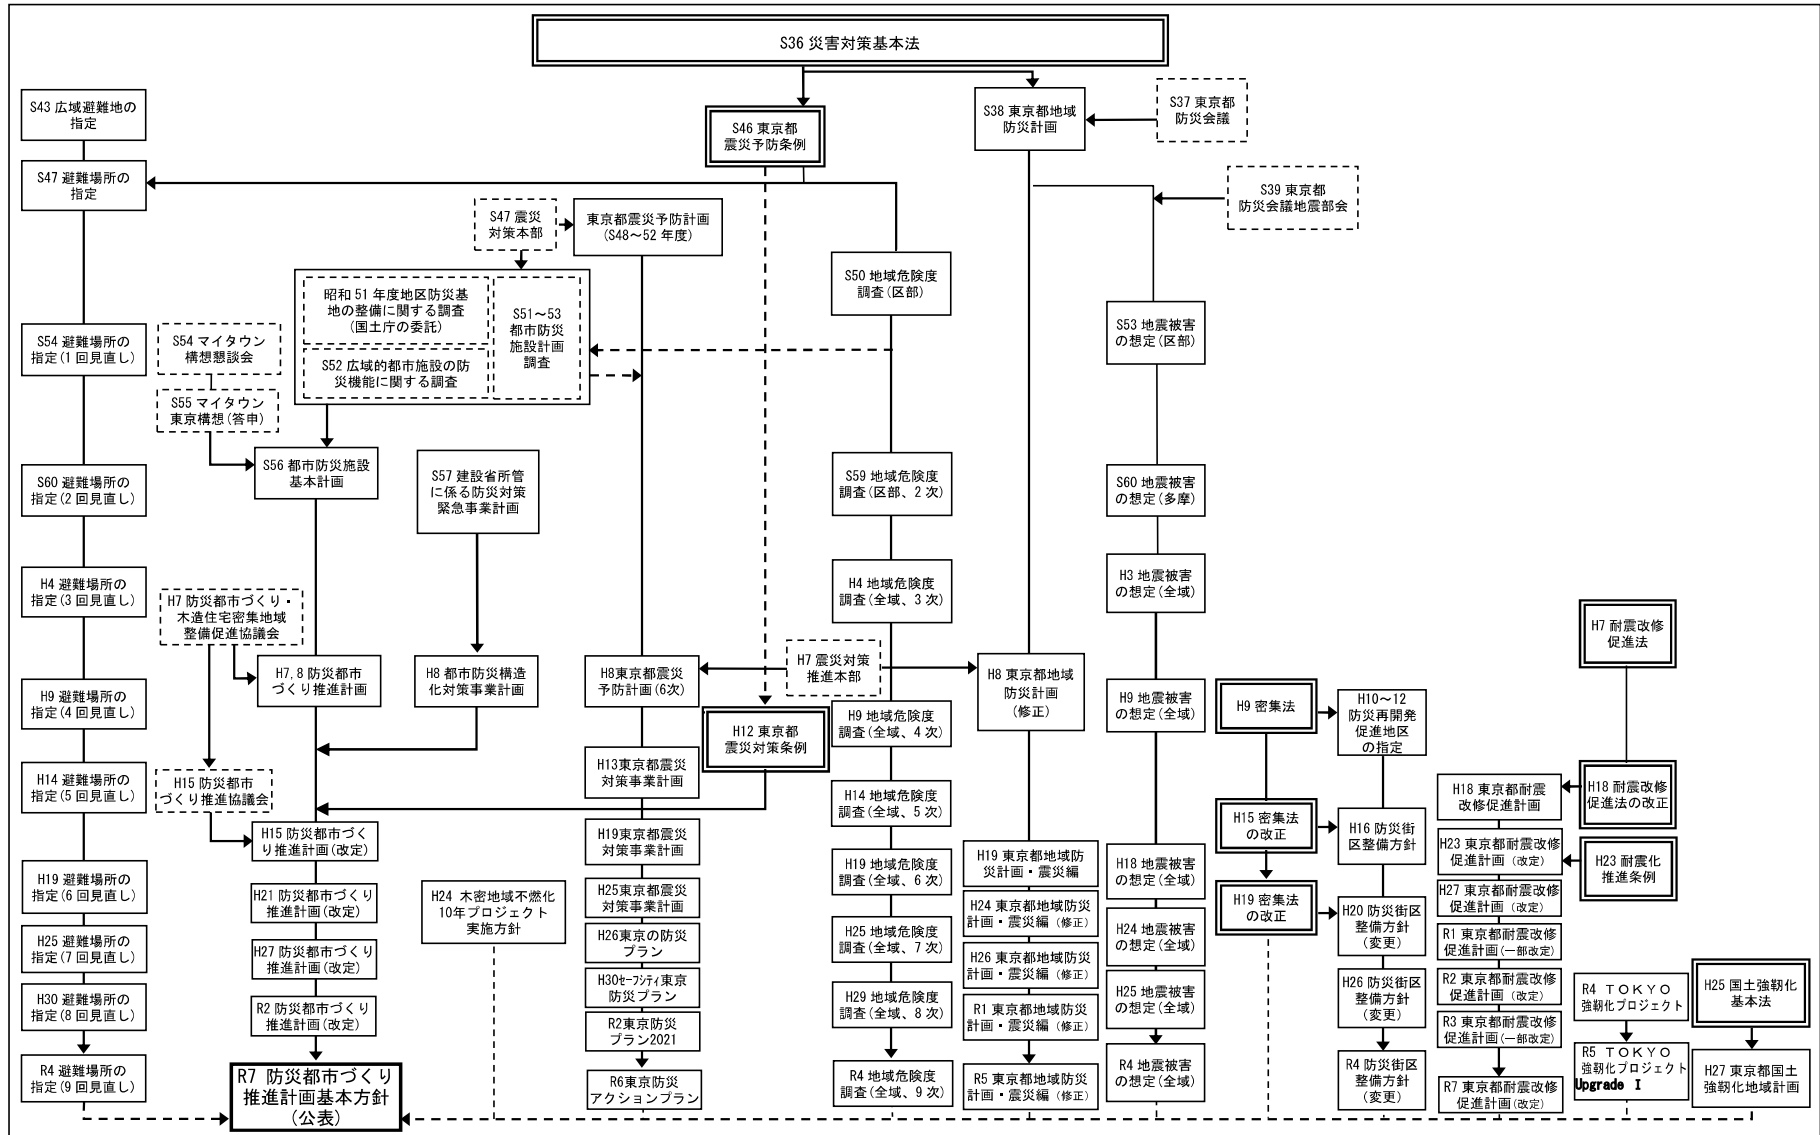 S36 災害対策基本法
S43 広域避難地の
指定
S47 避難場所の
指定
S54 避難場所の
指定(1回見直し)
S60 避難場所の
指定(2回見直し)
H4 避難場所の
指定(3回見直し)
H9 避難場所の
指定(4回見直し)
H14 避難場所の
指定(5回見直し)
H19 避難場所の
指定(6回見直し)
H25 避難場所の
指定(7回見直し)
H30 避難場所の
指定(8回見直し)
R4 避難場所の
指定(9回見直し)
S54 マイタウン
構想懇談会
S55 マイタウン
東京構想(答申)
S56 都市防災施設
基本計画
H7 防災都市づくり・
木造住宅密集地域
整備促進協議会
H7,8 防災都市
づくり推進計画
H15 防災都市
づくり推進協議会
H15 防災都市づく
り推進計画(改定)
H21 防災都市づくり
推進計画(改定)
H27 防災都市づくり
推進計画(改定)
R2 防災都市づくり
推進計画(改定)
R7 防災都市づくり
推進計画基本方針
(公表)
S47 震災
対策本部
東京都震災予防計画
(S48～52 年度)
昭和 51 年度地区防災基
地の整備に関する調査
(国土庁の委託)
S52 広域的都市施設の防
災機能に関する調査
S51～53
都市防災
施設計画
調査
S57 建設省所管
に係る防災対策
緊急事業計画
H8 都市防災構造
化対策事業計画
H24 木密地域不燃化
10年プロジェクト
実施方針
H8東京都震災
予防計画(6次)
H13東京都震災
対策事業計画
H19東京都震災
対策事業計画
H25東京都震災
対策事業計画
H26東京の防災
プラン
H30ｾｰﾌｼﾃｨ東京
防災プラン
R2東京防災
プラン2021
R6東京防災
アクションプラン
S46 東京都
震災予防条例
H7 震災対策
推進本部
H12 東京都
震災対策条例
S50 地域危険度
調査(区部)
S59 地域危険度
調査(区部、2 次)
H4 地域危険度
調査(全域、3 次)
H9 地域危険度
調査(全域、4 次)
H14 地域危険度
調査(全域、5 次)
H19 地域危険度
調査(全域、6 次)
H25 地域危険度
調査(全域、7 次)
H29 地域危険度
調査(全域、8 次)
R4 地域危険度
調査(全域、9 次)
S38 東京都地域
防災計画
H8 東京都地域
防災計画
(修正)
H19 東京都地域防
災計画・震災編
H24 東京都地域防災
計画・震災編 (修正)
H26 東京都地域防災
計画・震災編 (修正)
R1 東京都地域防災
計画・震災編 (修正)
R5 東京都地域防災
計画・震災編 (修正)
S37 東京都
防災会議
S39 東京都
防災会議地震部会
S53 地震被害
の想定(区部)
S60 地震被害
の想定(多摩)
H3 地震被害
の想定(全域)
H9 地震被害
の想定(全域)
H18 地震被害
の想定(全域)
H24 地震被害
の想定(全域)
H25 地震被害
の想定(全域)
R4 地震被害
の想定(全域)
H9 密集法
H15 密集法
の改正
H19 密集法
の改正
H10～12
防災再開発
促進地区
の指定
H16 防災街
区整備方針
H20 防災街区
整備方針
(変更)
H26 防災街区
整備方針
(変更)
R4 防災街区
整備方針
(変更)
H18 東京都耐震
改修促進計画
H23 東京都耐震改修
促進計画 (改定)
H27 東京都耐震改修
促進計画 (改定)
R1 東京都耐震改修
促進計画(一部改定)
R2 東京都耐震改修
促進計画 (改定)
R3 東京都耐震改修
促進計画(一部改定)
R7 東京都耐震改修
促進計画(改定)
H7 耐震改修
促進法
H18 耐震改修
促進法の改正
H23 耐震化
推進条例
R4 ＴＯＫＹＯ
強靭化プロジェクト
R5 ＴＯＫＹＯ
強靭化プロジェクト
Upgrade Ⅰ
H25 国土強靭化
基本法
H27 東京都国土
強靭化地域計画